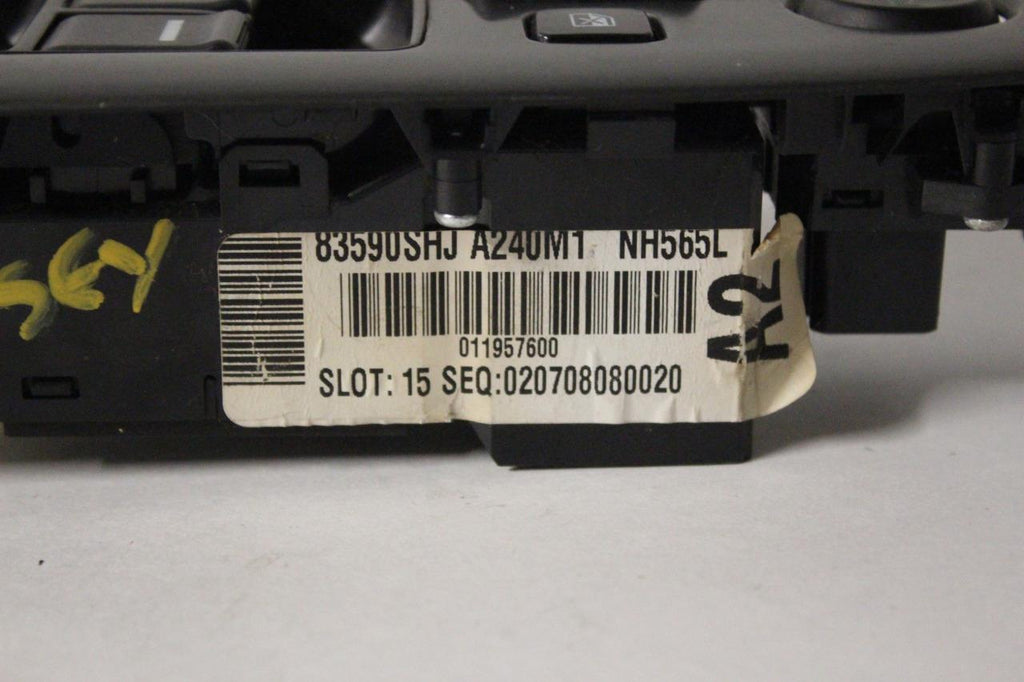 83590SHJ A240M1 NH565L
A2
011957600
SLOT: 15 SEQ:020708080020